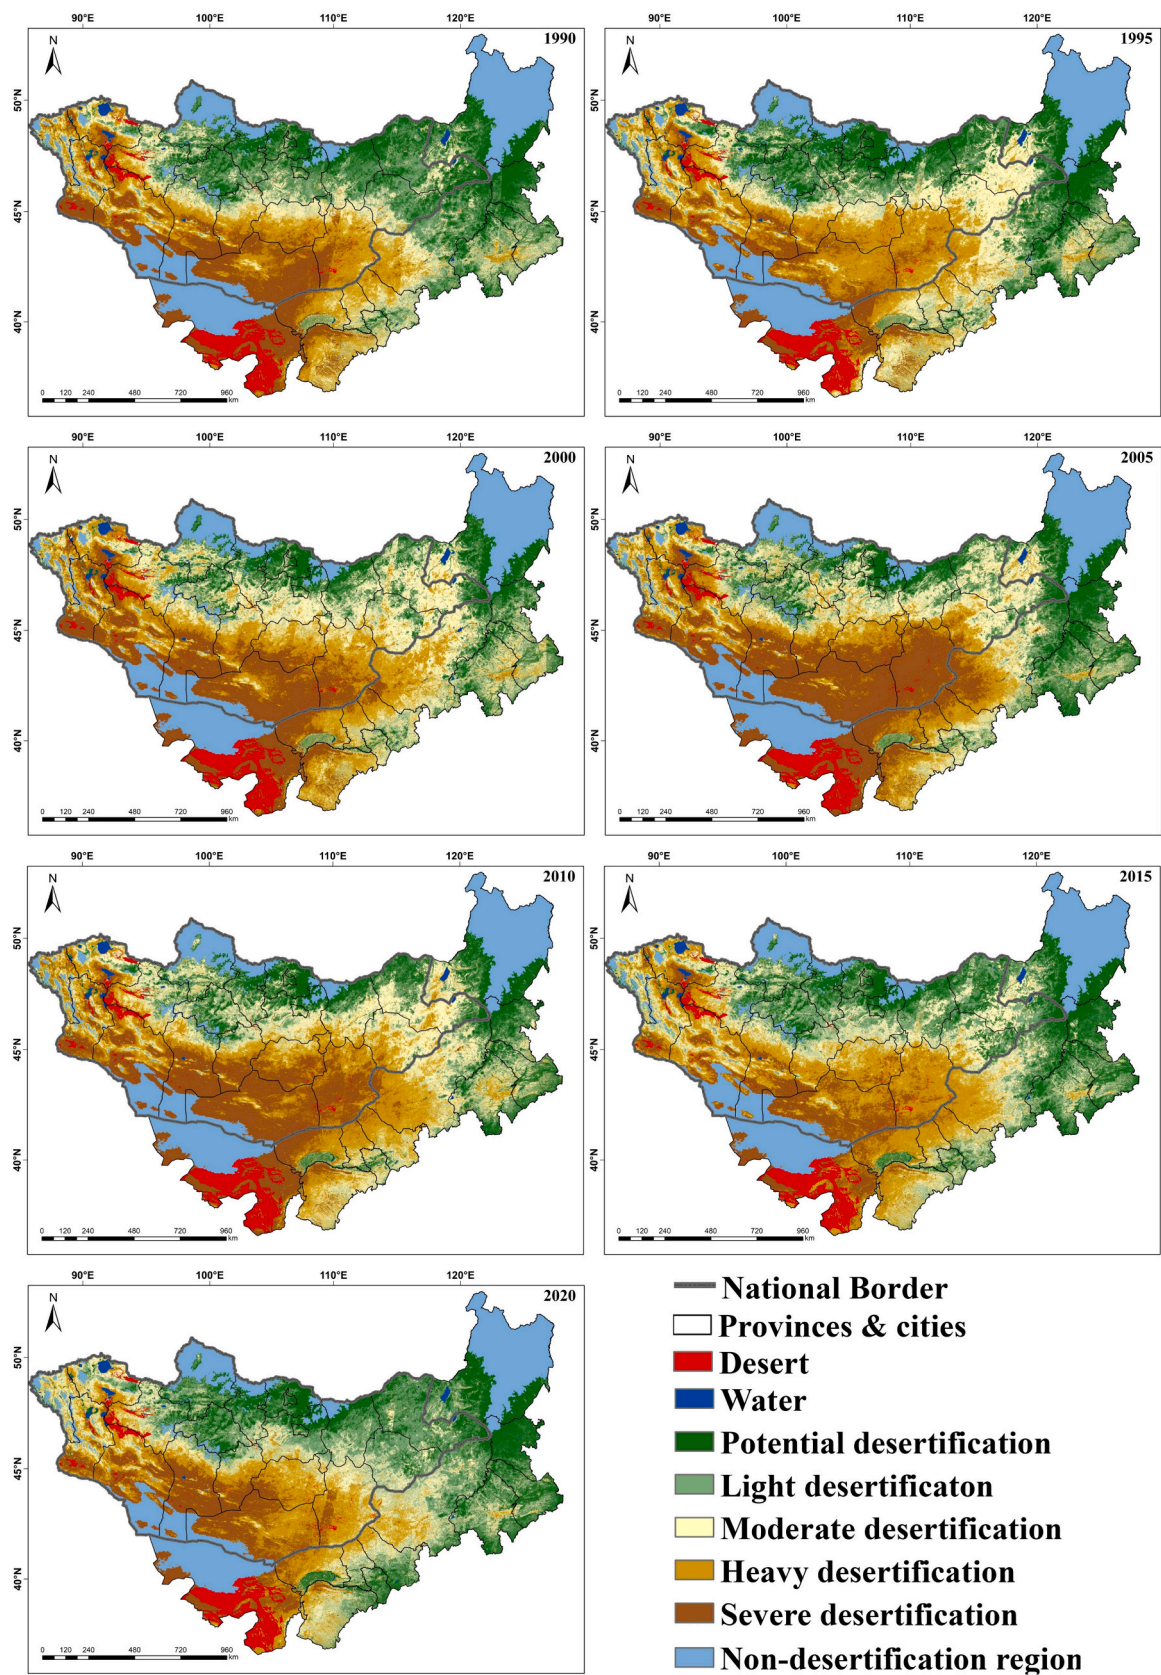 90°E 100°E 110°E 120°E
90°E 100°E 110°E 120°E
N 1990
N 1995
50°N
45°N
40°N
50°N
45°N
40°N
0 120 240 480 720 960
km
0 120 240 480 720 960
km
90°E 100°E 110°E 120°E
90°E 100°E 110°E 120°E
N 2000
N 2005
50°N
45°N
40°N
50°N
45°N
40°N
0 120 240 480 720 960
km
0 120 240 480 720 960
km
90°E 100°E 110°E 120°E
90°E 100°E 110°E 120°E
N 2010
N 2015
50°N
45°N
40°N
50°N
45°N
40°N
0 120 240 480 720 960
km
0 120 240 480 720 960
km
90°E 100°E 110°E 120°E
N 2020
50°N
45°N
40°N
0 120 240 480 720 960
km
National Border
Provinces & cities
Desert
Water
Potential desertification
Light desertificaton
Moderate desertification
Heavy desertification
Severe desertification
Non-desertification region